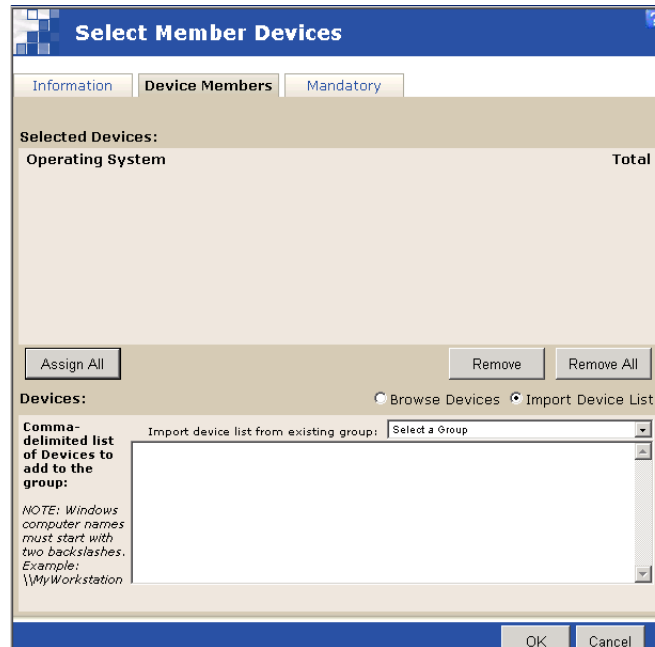 Select Member Devices
?
Information Device Members Mandatory
Selected Devices:
Operating System Total
Assign All Remove Remove All
Devices: Browse Devices Import Device List
Comma-
delimited list
of Devices to
add to the
group:
Import device list from existing group: Select a Group
NOTE: Windows
computer names
must start with
two backslashes.
Example:
\\MyWorkstation
OK Cancel